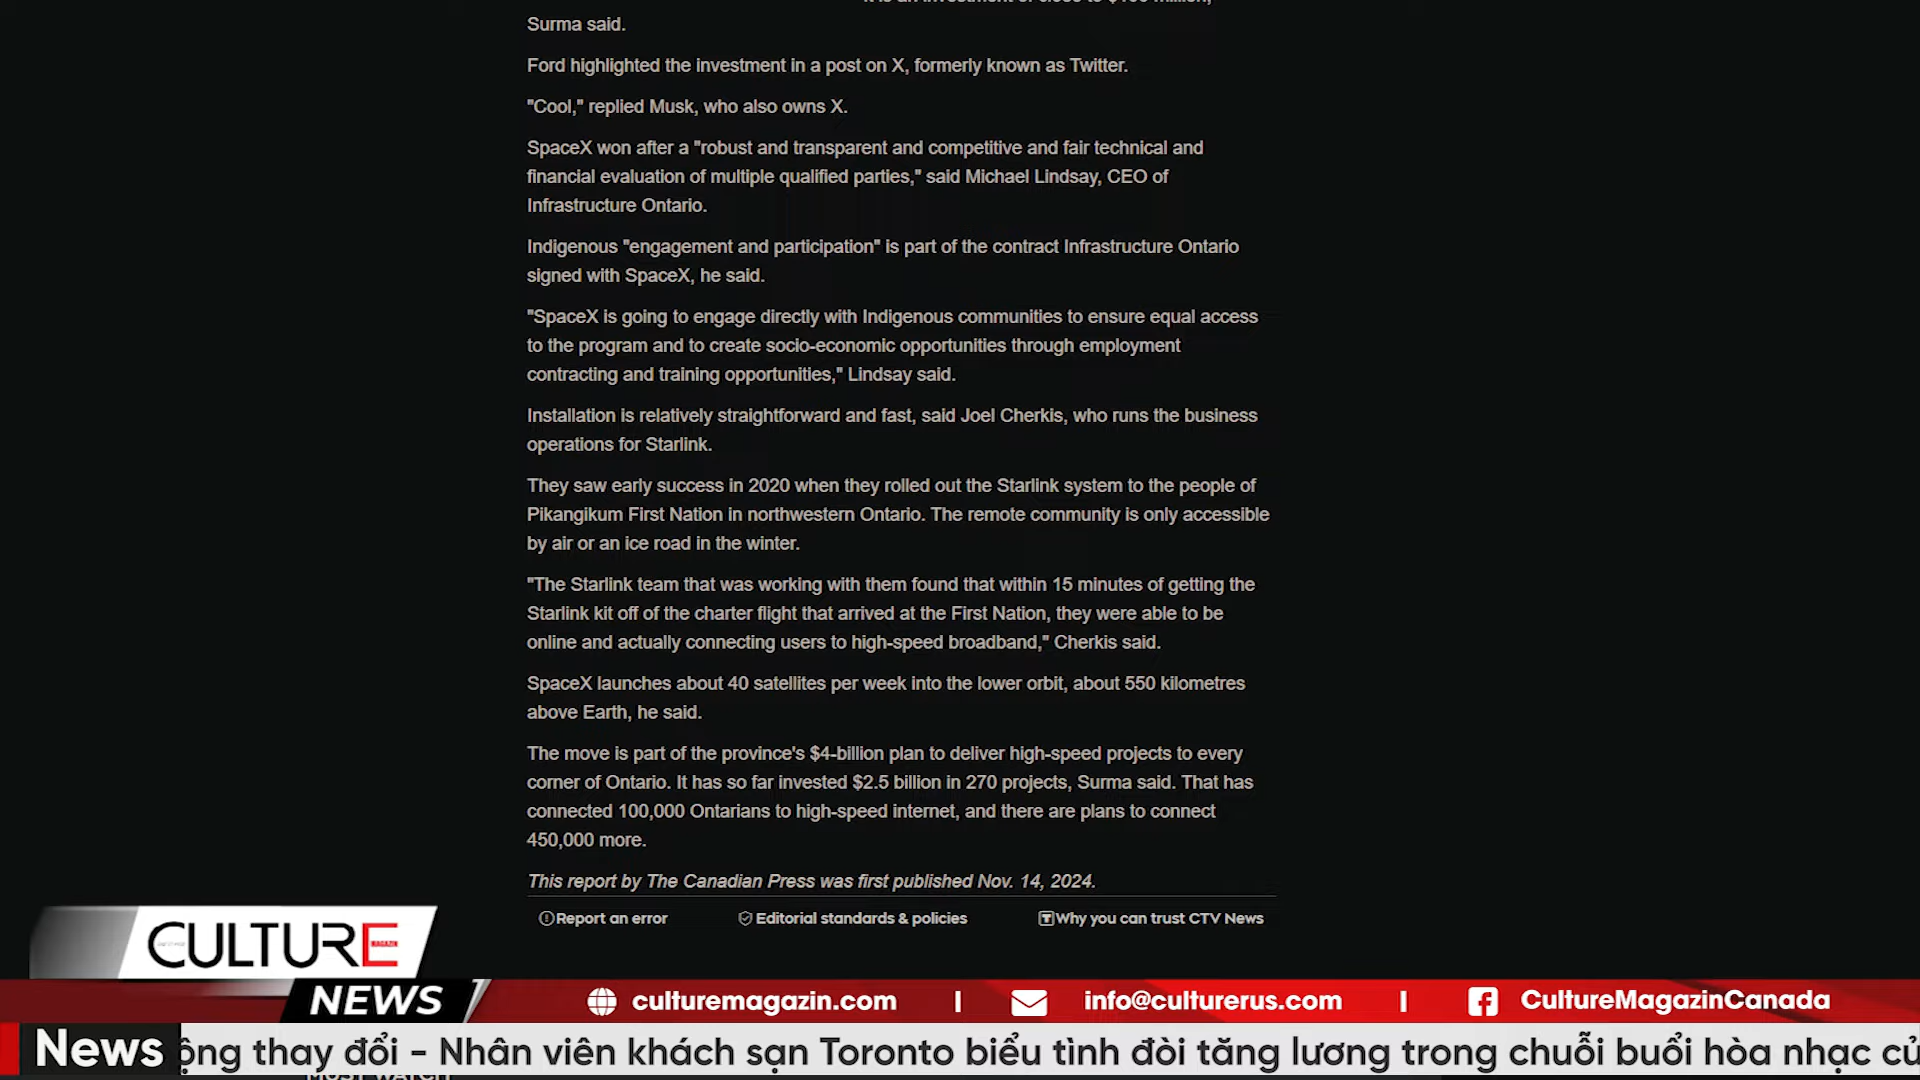 Surma said.
Ford highlighted the investment in a post on X, formerly known as Twitter.
"Cool," replied Musk, who also owns X.
SpaceX won after a "robust and transparent and competitive and fair technical and
financial evaluation of multiple qualified parties," said Michael Lindsay, CEO of
Infrastructure Ontario.
Indigenous "engagement and participation" is part of the contract Infrastructure Ontario
signed with SpaceX, he said.
"SpaceX is going to engage directly with Indigenous communities to ensure equal access
to the program and to create socio-economic opportunities through employment
contracting and training opportunities," Lindsay said.
Installation is relatively straightforward and fast, said Joel Cherkis, who runs the business
operations for Starlink.
They saw early success in 2020 when they rolled out the Starlink system to the people of
Pikangikum First Nation in northwestern Ontario. The remote community is only accessible
by air or an ice road in the winter.
"The Starlink team that was working with them found that within 15 minutes of getting the
Starlink kit off of the charter flight that arrived at the First Nation, they were able to be
online and actually connecting users to high-speed broadband," Cherkis said.
SpaceX launches about 40 satellites per week into the lower orbit, about 550 kilometres
above Earth, he said.
The move is part of the province's $4-billion plan to deliver high-speed projects to every
corner of Ontario. It has so far invested $2.5 billion in 270 projects, Surma said. That has
connected 100,000 Ontarians to high-speed internet, and there are plans to connect
450,000 more.
This report by The Canadian Press was first published Nov. 14, 2024.
Report an error Editorial standards & policies Why you can trust CTV News
CULTURE
MAGAZIN
NEWS
culturemagazin.com | info@culturerus.com | CultureMagazinCanada
News ộng thay đổi - Nhân viên khách sạn Toronto biểu tình đòi tăng lương trong chuỗi buổi hòa nhạc củ